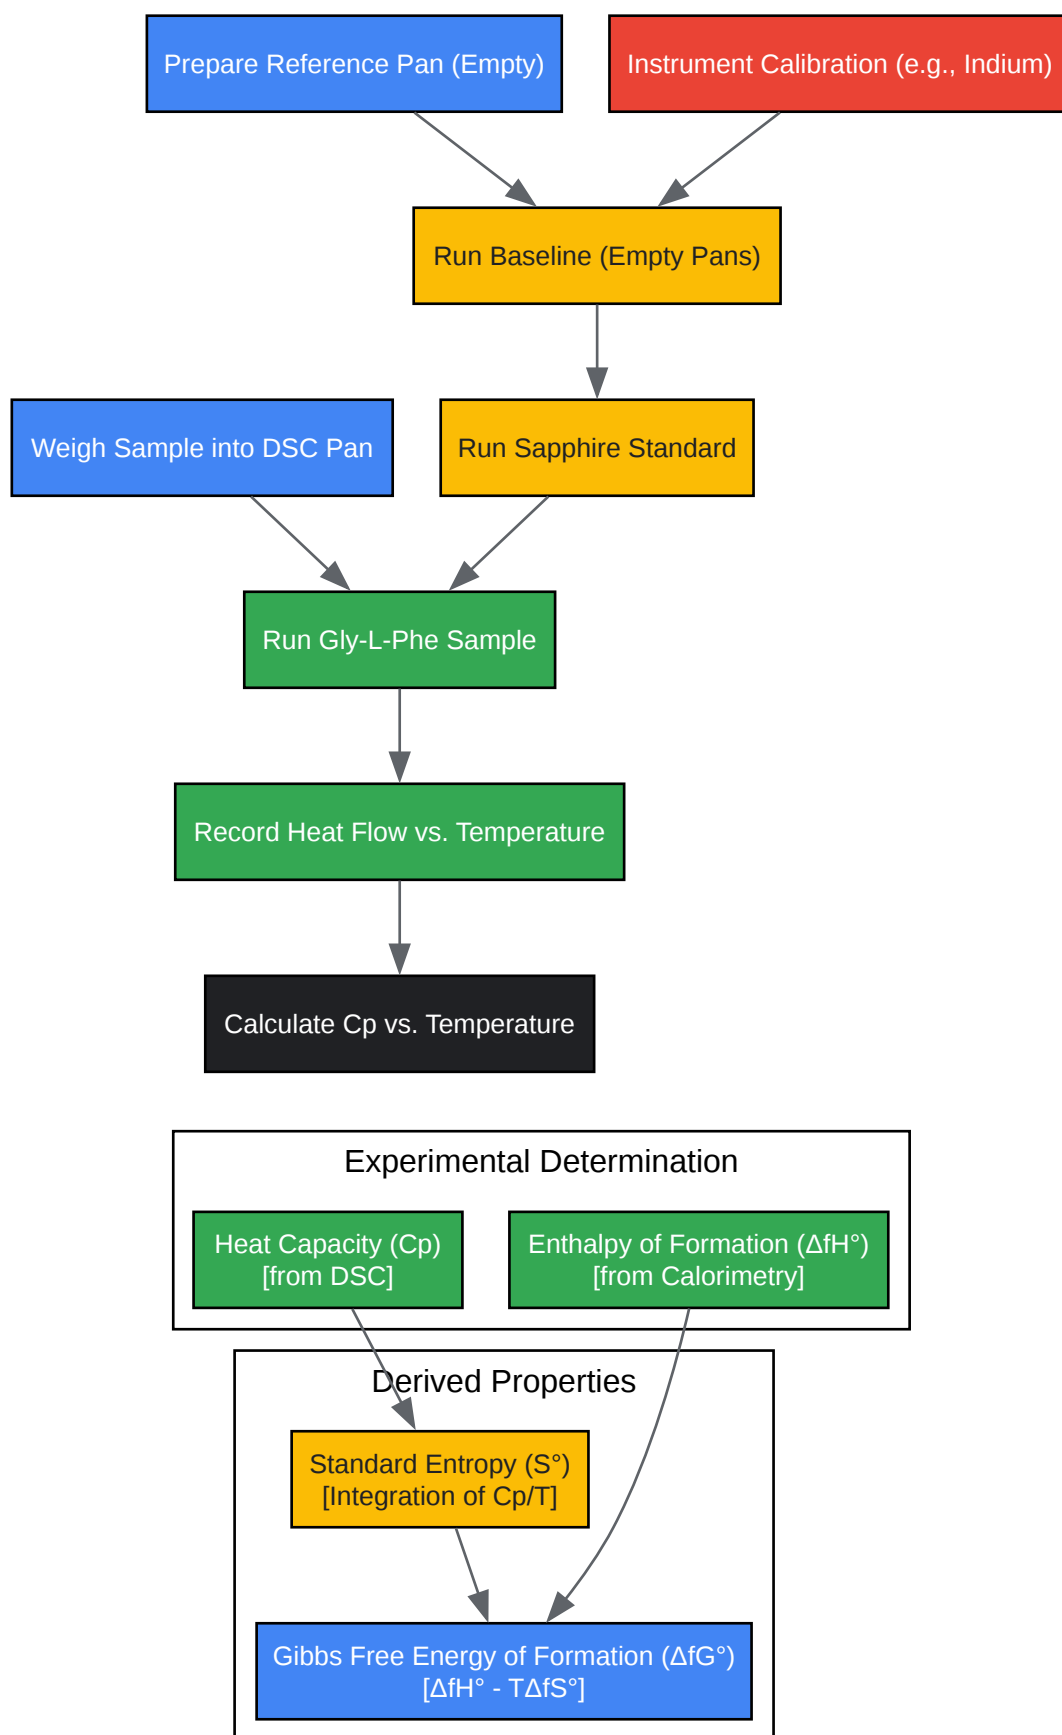 Prepare Reference Pan (Empty)
Instrument Calibration (e.g., Indium)
Run Baseline (Empty Pans)
Weigh Sample into DSC Pan
Run Sapphire Standard
Run Gly-L-Phe Sample
Record Heat Flow vs. Temperature
Calculate Cp vs. Temperature
Experimental Determination
Heat Capacity (Cp)
[from DSC]
Enthalpy of Formation (ΔfH°)
[from Calorimetry]
Derived Properties
Standard Entropy (S°)
[Integration of Cp/T]
Gibbs Free Energy of Formation (ΔfG°)
[ΔfH° - TΔfS°]